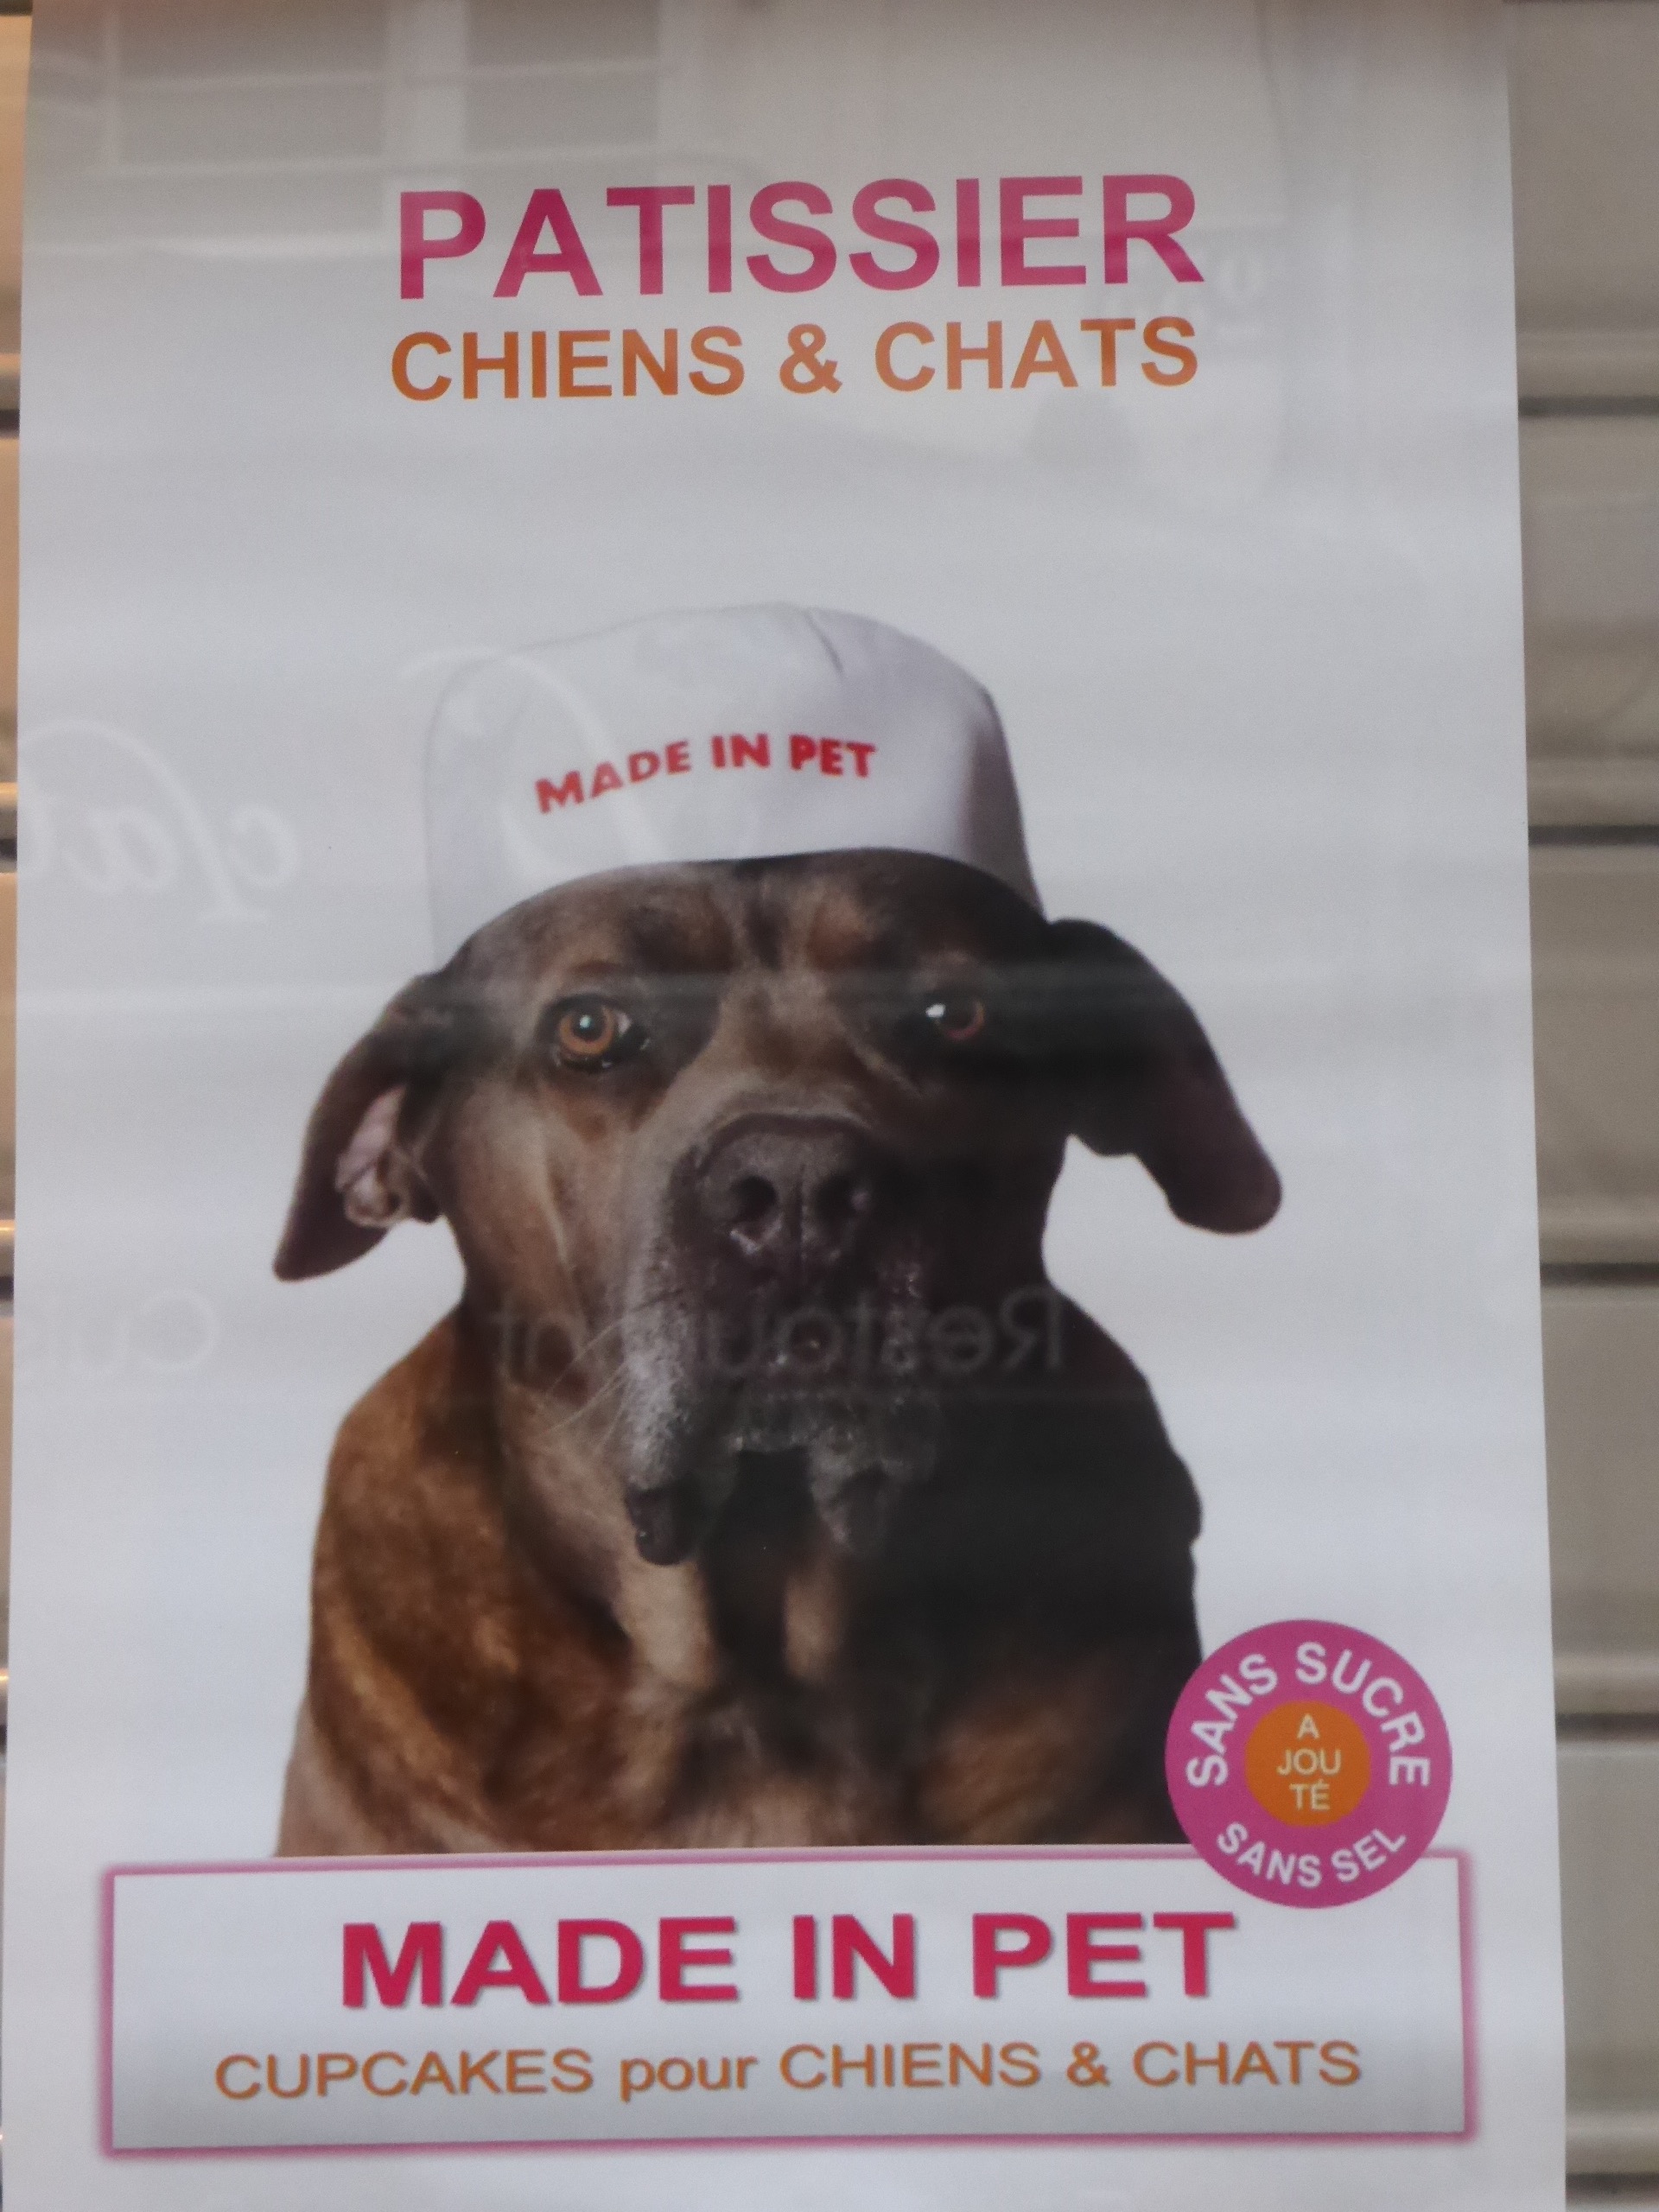 PATISSIER
CHIENS & CHATS
MADE IN PET
Restaurant
SANS SUCRE
A
JOU
TÉ
SANS SEL
MADE IN PET
CUPCAKES pour CHIENS & CHATS